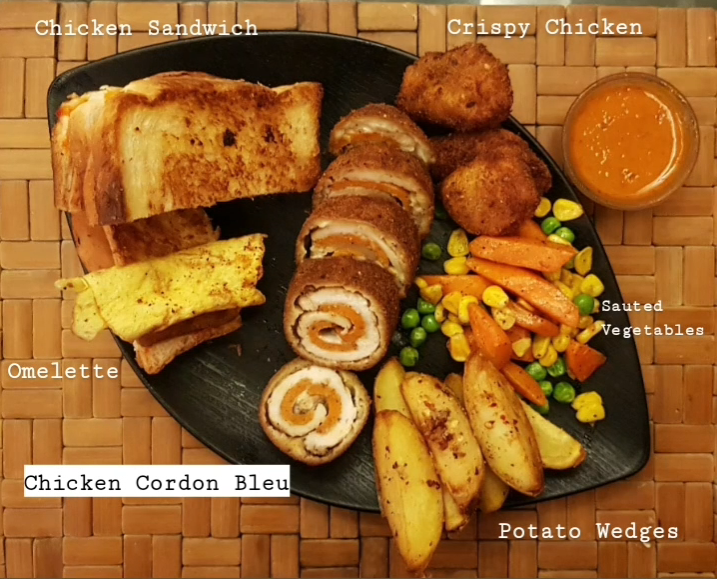 Chicken Sandwich
Crispy Chicken
Sauted
Vegetables
Omelette
Chicken Cordon Bleu
Potato Wedges